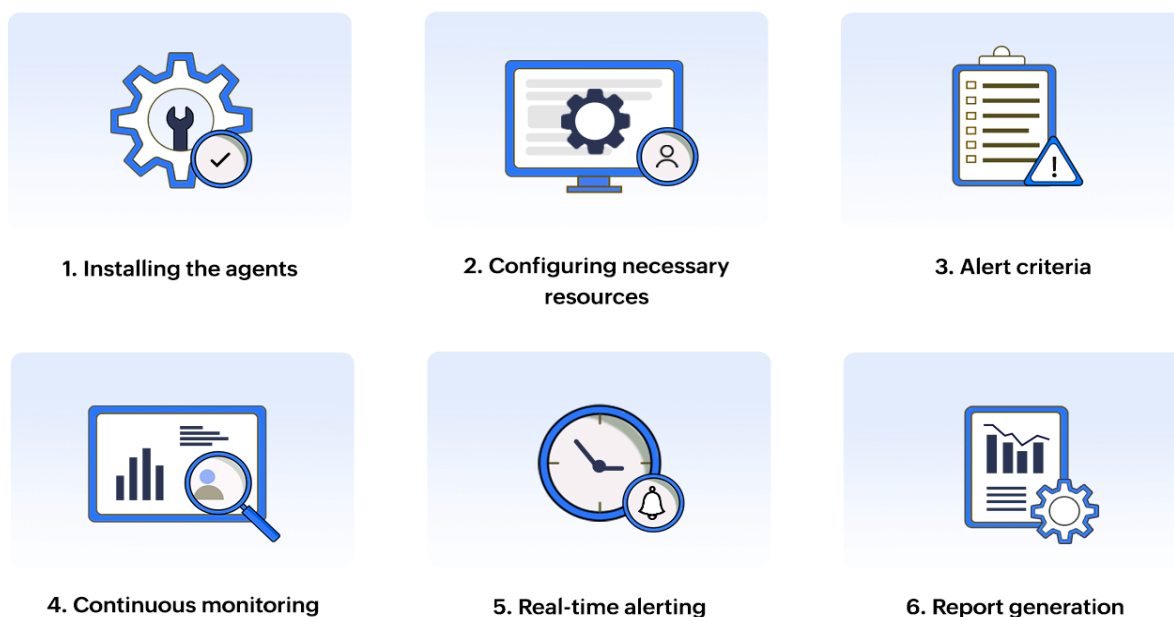 1. Installing the agents
2. Configuring necessary
resources
3. Alert criteria
4. Continuous monitoring
5. Real-time alerting
6. Report generation